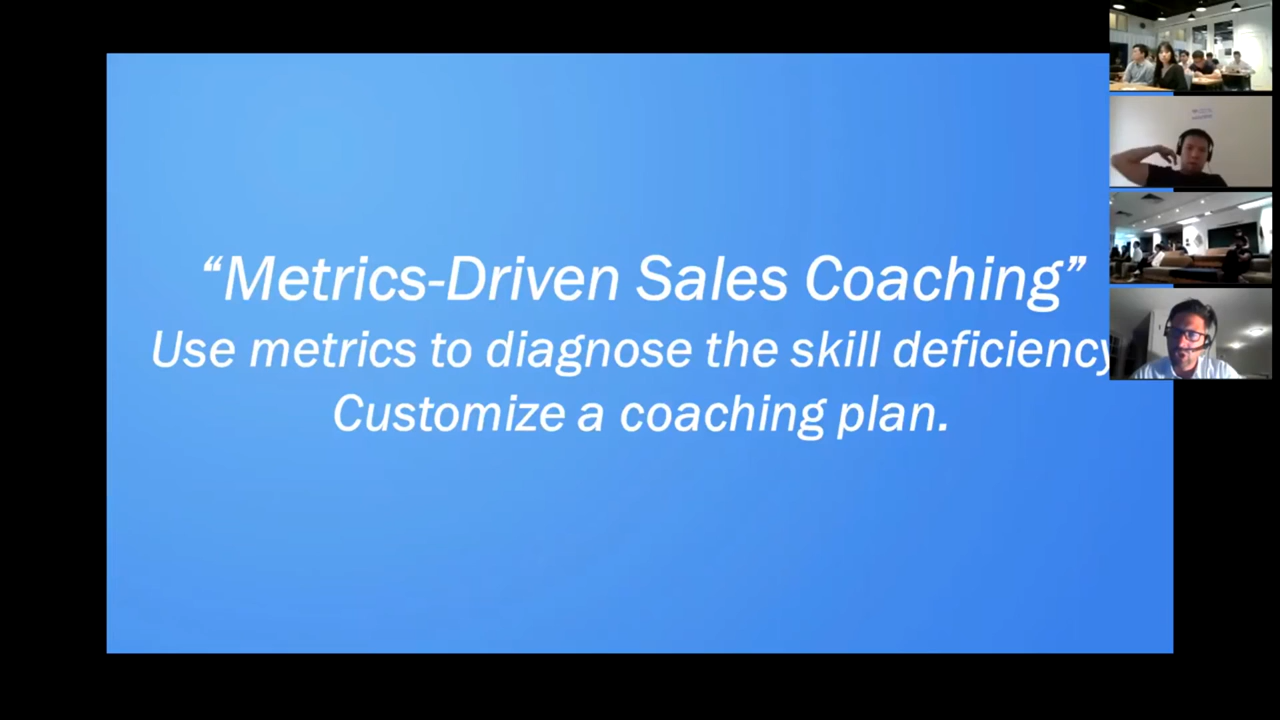 “Metrics-Driven Sales Coaching”
Use metrics to diagnose the skill deficiency
Customize a coaching plan.